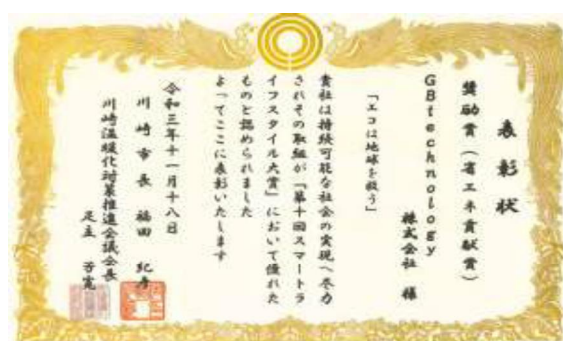 表彰状
奨励賞（省エネ貢献賞）
GBtechnology
株式会社 様
「エコは地球を救う」
貴社は持続可能な社会の実現へ尽力
されその取組が「第十回スマートラ
イフスタイル大賞」において優れた
ものと認められました
よってここに表彰いたします
令和三年十一月十八日
川崎市長 福田 紀彦
川崎温暖化対策推進会議会長
足立 芳寛